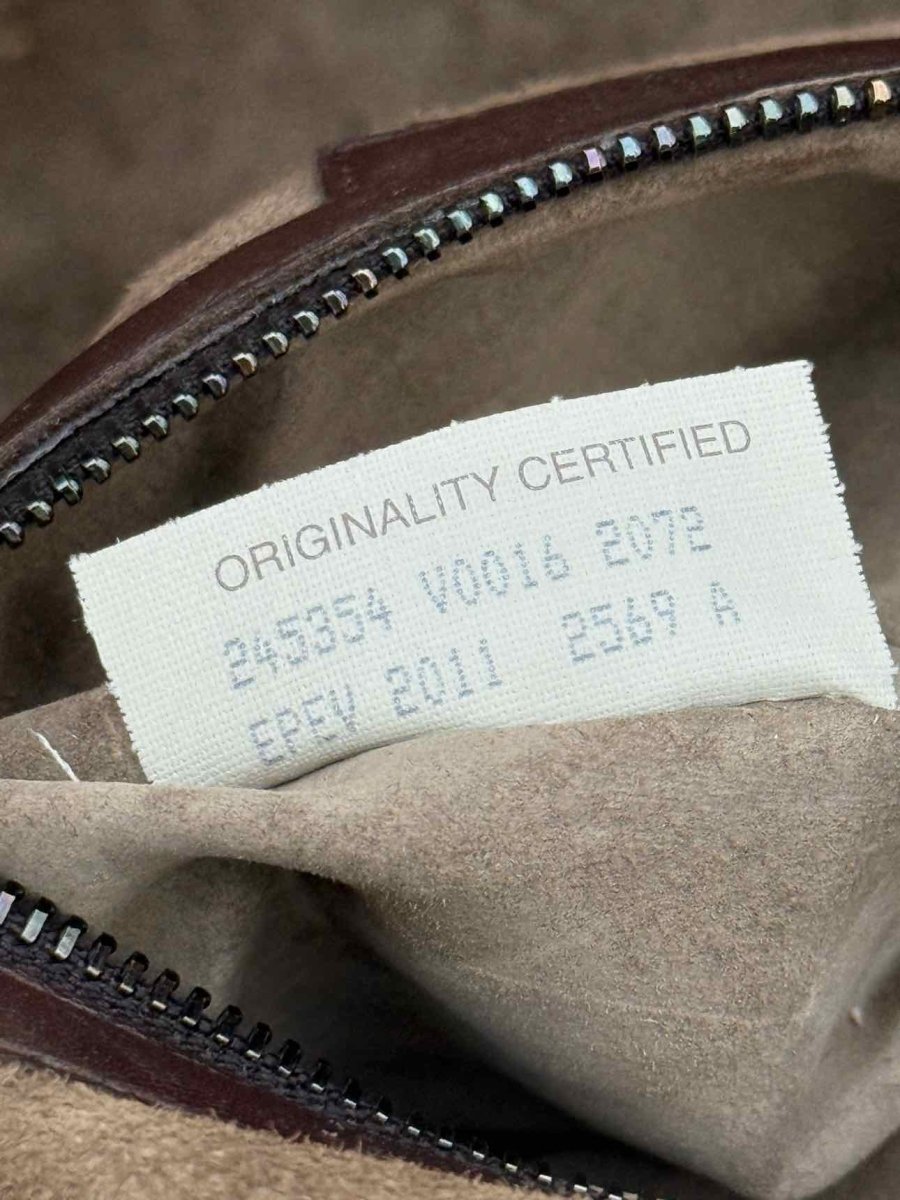 ORIGINALITY CERTIFIED
245354 V0016 2072
EPEV 2011 2569 A